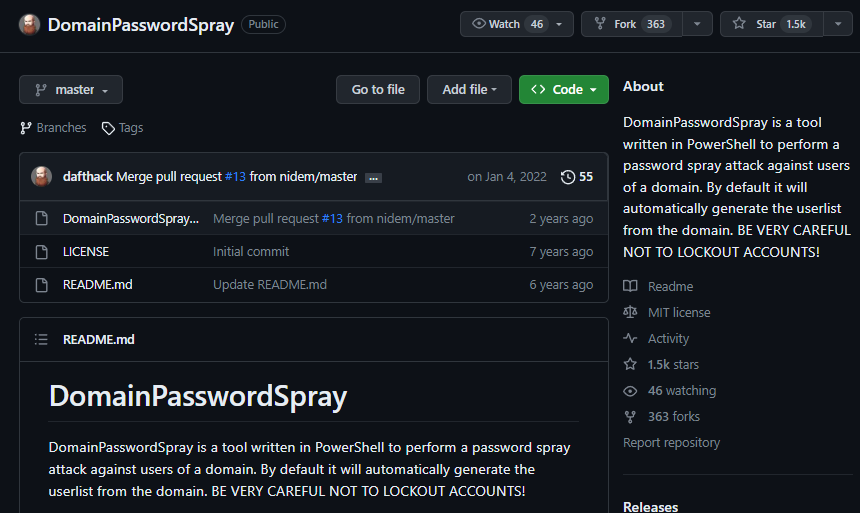 DomainPasswordSpray Public
Watch 46
Fork 363
Star 1.5k
master
Go to file
Add file
Code
Branches
Tags
dafthack Merge pull request #13 from nidem/master ... on Jan 4, 2022 55
DomainPasswordSpray... Merge pull request #13 from nidem/master 2 years ago
LICENSE Initial commit 7 years ago
README.md Update README.md 6 years ago
README.md
DomainPasswordSpray
DomainPasswordSpray is a tool written in PowerShell to perform a password spray
attack against users of a domain. By default it will automatically generate the
userlist from the domain. BE VERY CAREFUL NOT TO LOCKOUT ACCOUNTS!
About
DomainPasswordSpray is a tool
written in PowerShell to perform a
password spray attack against users
of a domain. By default it will
automatically generate the userlist
from the domain. BE VERY CAREFUL
NOT TO LOCKOUT ACCOUNTS!
Readme
MIT license
Activity
1.5k stars
46 watching
363 forks
Report repository
Releases